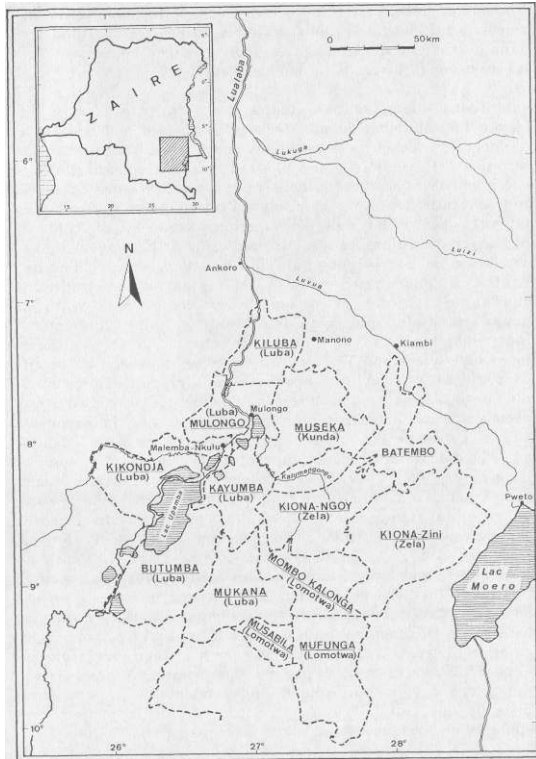 ZAIRE
5°
10°
15
20
25
30
0 50km
Lualaba
6°
Lukuga
Luizi
N
Ankoro
Luvua
7°
KILUBA
(Luba)
Manono
Kiambi
(Luba)
MULONGO
Mulongo
MUSEKA
(Kunda)
8°
Malemba-Nkulu
BATEMBO
KIKONDJA
(Luba)
KAYUMBA
(Luba)
Kalumengongo
KIONA-NGOY
(Zela)
Pweto
Lac Upemba
KIONA-Zini
(Zela)
BUTUMBA
(Luba)
MOMBO KALONGA
(Lomotwa)
Lac
Moero
9°
MUKANA
(Luba)
MUSABILA
(Lomotwa)
MUFUNGA
(Lomotwa)
10°
26°
27°
28°